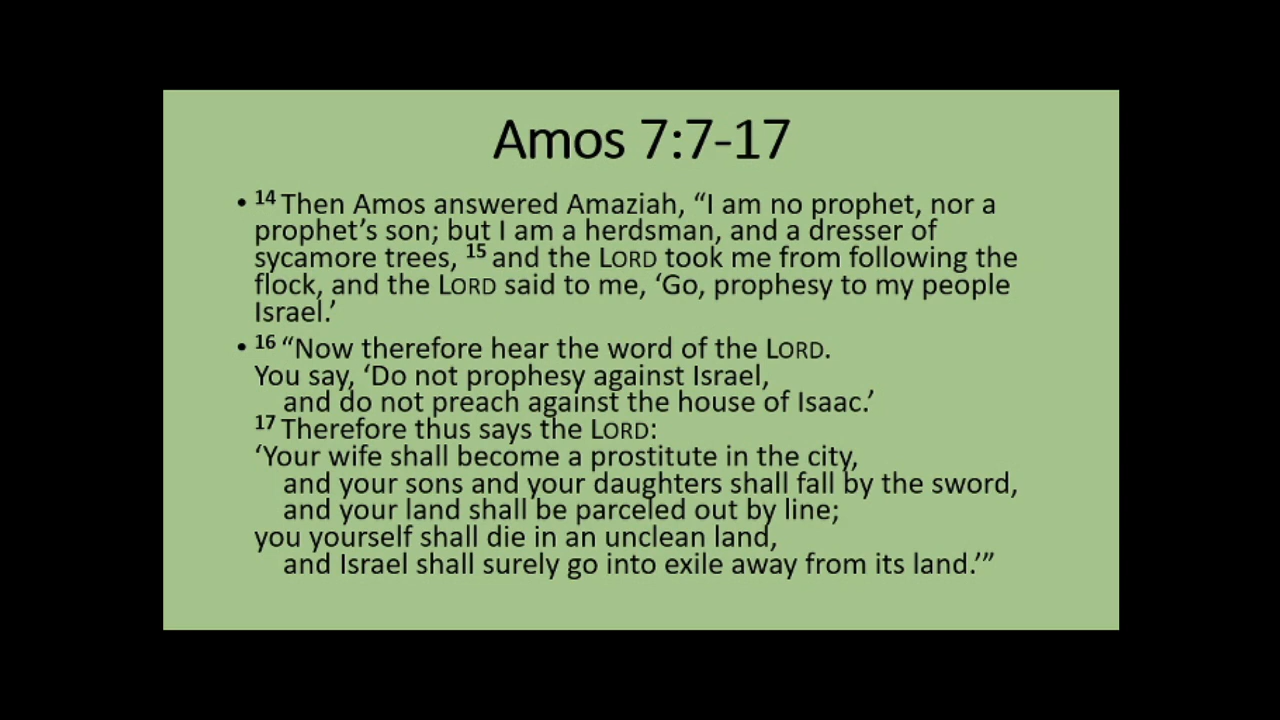 Amos 7:7-17
• 14 Then Amos answered Amaziah, “I am no prophet, nor a
prophet’s son; but I am a herdsman, and a dresser of
sycamore trees, 15 and the LORD took me from following the
flock, and the LORD said to me, ‘Go, prophesy to my people
Israel.’
• 16 “Now therefore hear the word of the LORD.
You say, ‘Do not prophesy against Israel,
and do not preach against the house of Isaac.’
17 Therefore thus says the LORD:
‘Your wife shall become a prostitute in the city,
and your sons and your daughters shall fall by the sword,
and your land shall be parceled out by line;
you yourself shall die in an unclean land,
and Israel shall surely go into exile away from its land.’”